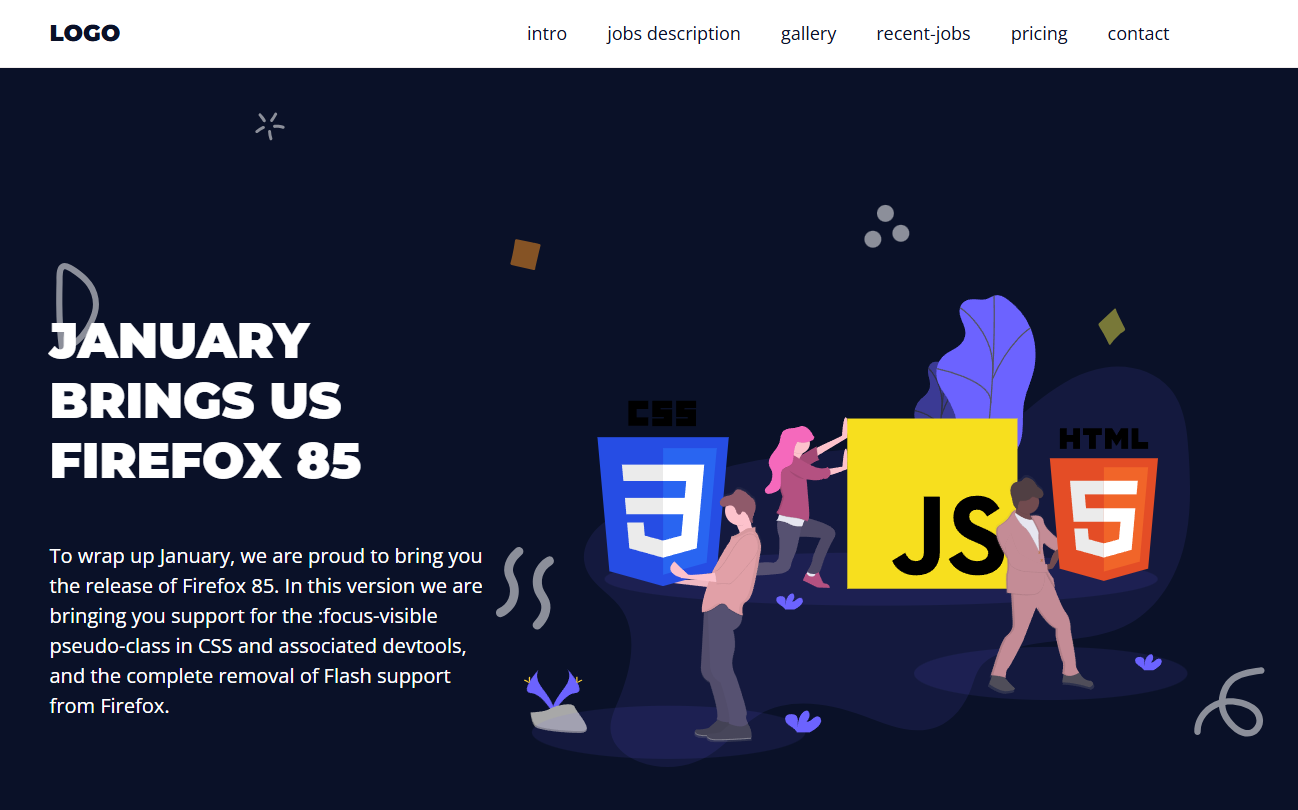 LOGO
intro jobs description gallery recent-jobs pricing contact
JANUARY
BRINGS US
FIREFOX 85
To wrap up January, we are proud to bring you
the release of Firefox 85. In this version we are
bringing you support for the :focus-visible
pseudo-class in CSS and associated devtools,
and the complete removal of Flash support
from Firefox.
CSS
3
JS
HTML
5